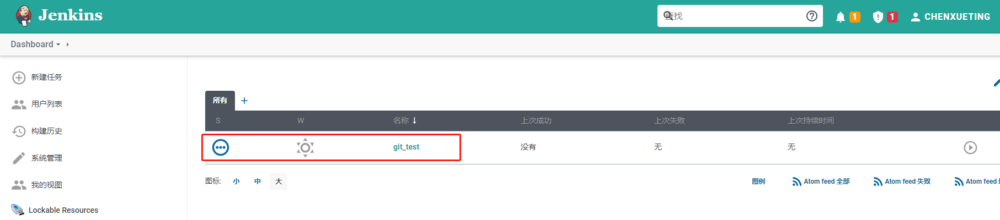 Jenkins
查找
1
1
CHENXUETING
Dashboard
新建任务
用户列表
构建历史
系统管理
我的视图
Lockable Resources
所有 +
S W 名称 ↓ 上次成功 上次失败 上次持续时间
git_test 没有 无 无
图标: 小 中 大
图例 Atom feed 全部 Atom feed 失败 Atom feed